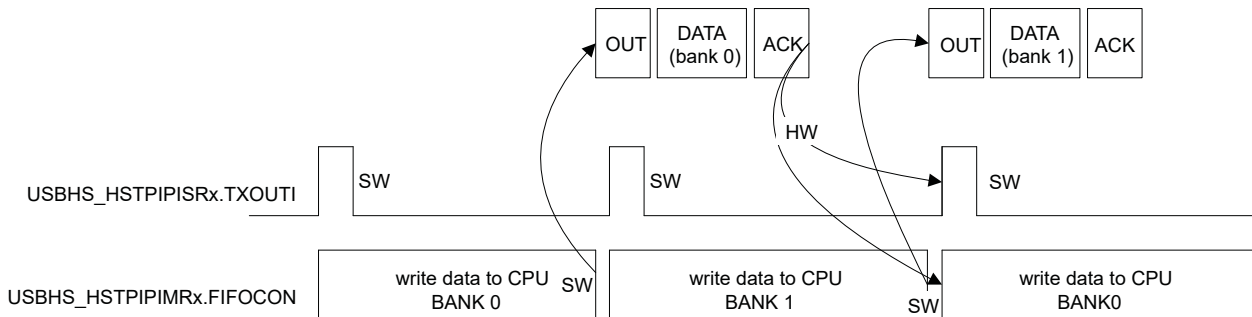 OUT
DATA
(bank 0)
ACK
OUT
DATA
(bank 1)
ACK
HW
USBHS_HSTPIPISRx.TXOUTI
SW
SW
SW
USBHS_HSTPIPIMRx.FIFOCON
write data to CPU
BANK 0
SW
write data to CPU
BANK 1
SW
write data to CPU
BANK0